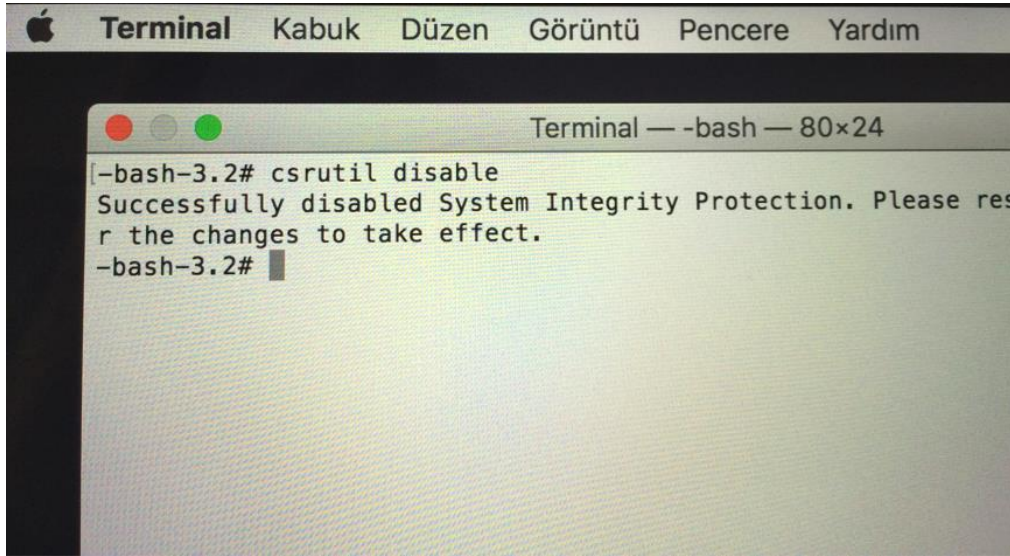 Terminal Kabuk Düzen Görüntü Pencere Yardım
Terminal — -bash — 80×24
[-bash-3.2# csrutil disable
Successfully disabled System Integrity Protection. Please
r the changes to take effect.
-bash-3.2#